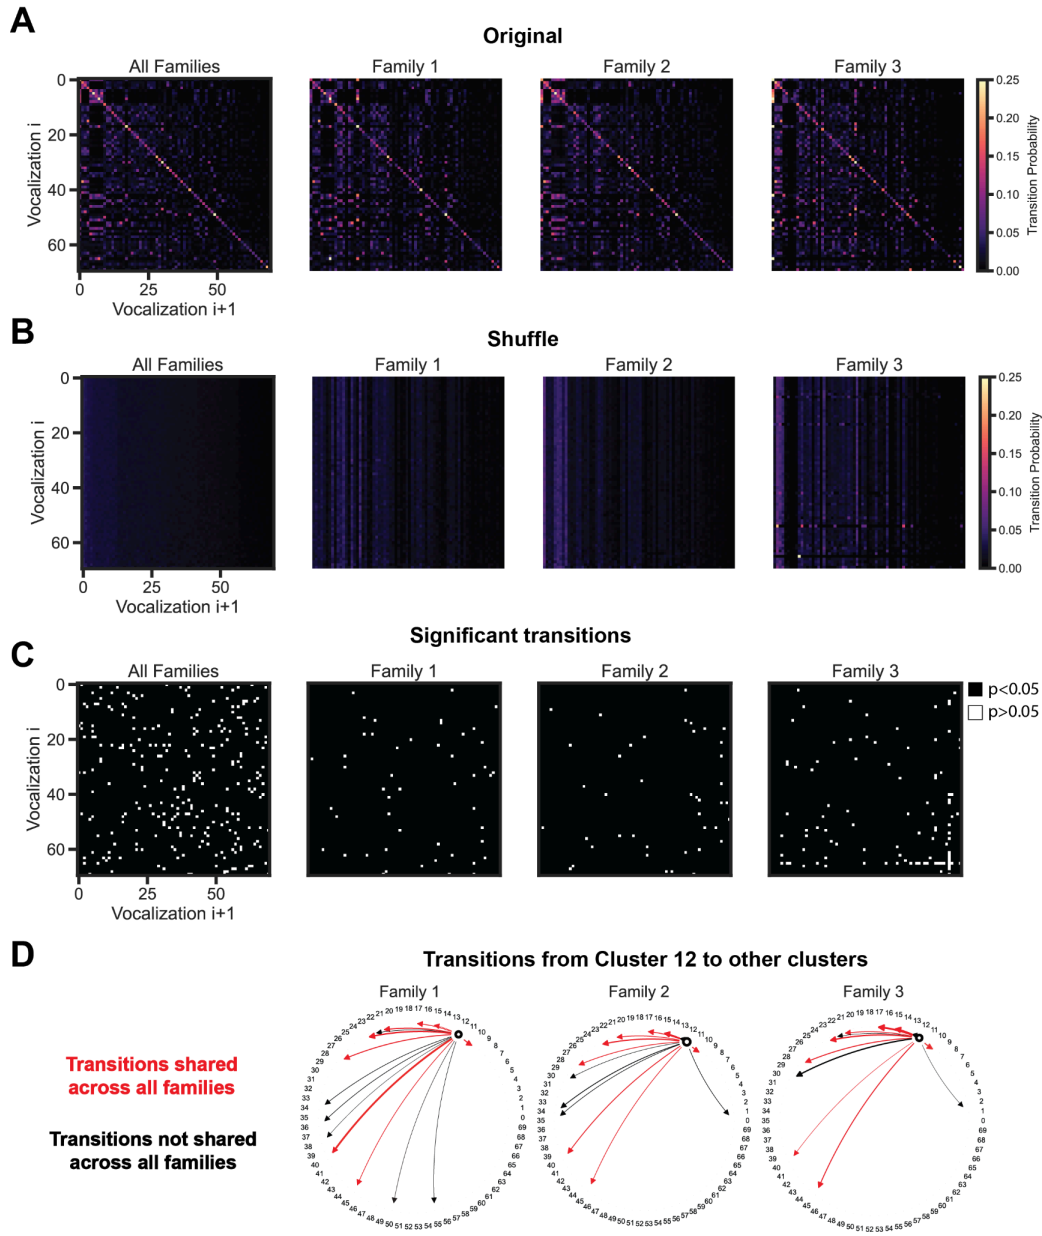 A
Original
All Families
Family 1
Family 2
Family 3
Vocalization i
0
20
40
60
0
25
50
Vocalization i+1
0.25
0.20
0.15
0.10
0.05
0.00
Transition Probability
B
Shuffle
All Families
Family 1
Family 2
Family 3
Vocalization i
0
20
40
60
0
25
50
Vocalization i+1
0.25
0.20
0.15
0.10
0.05
0.00
Transition Probability
C
Significant transitions
All Families
Family 1
Family 2
Family 3
Vocalization i
0
20
40
60
0
25
50
Vocalization i+1
p<0.05
p>0.05
D
Transitions from Cluster 12 to other clusters
Family 1
Family 2
Family 3
Transitions shared
across all families
Transitions not shared
across all families